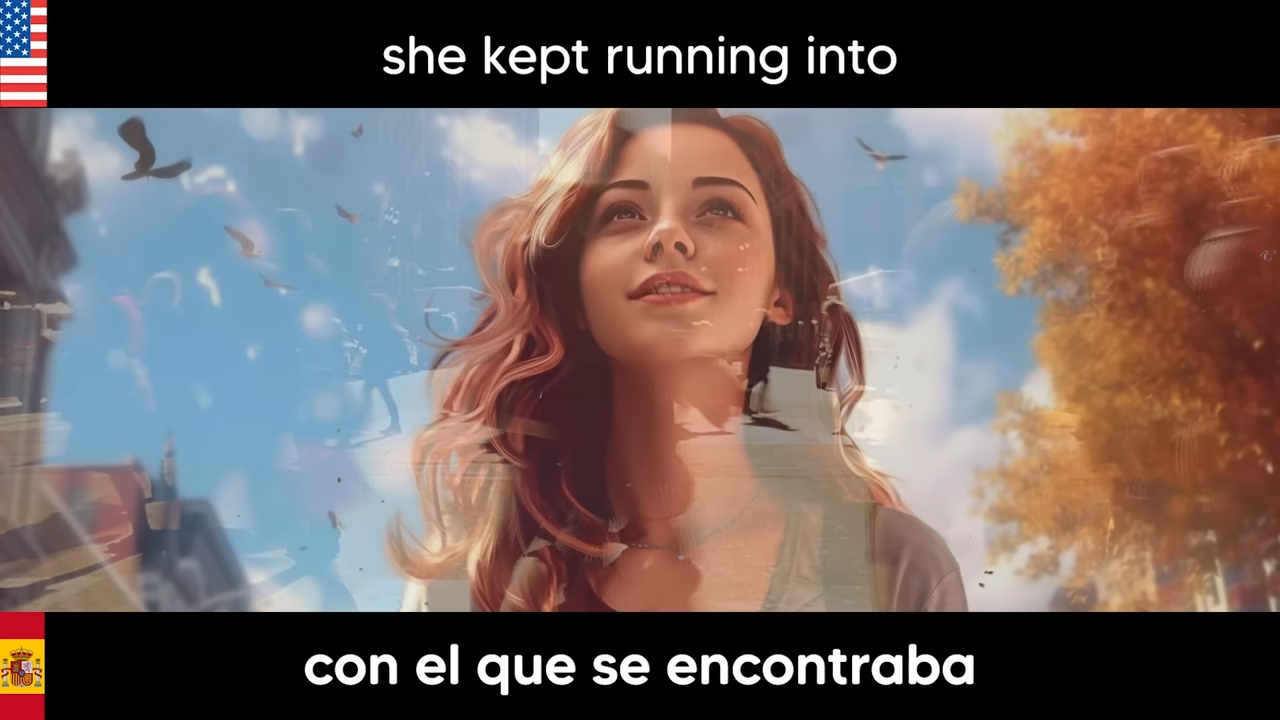 she kept running into
con el que se encontraba